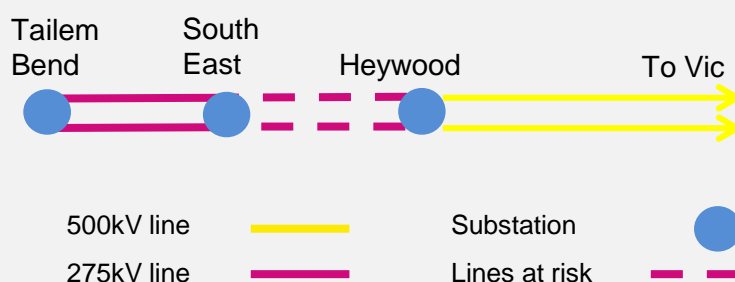 Tailem
Bend
South
East
Heywood
To Vic
500kV line
Substation
275kV line
Lines at risk